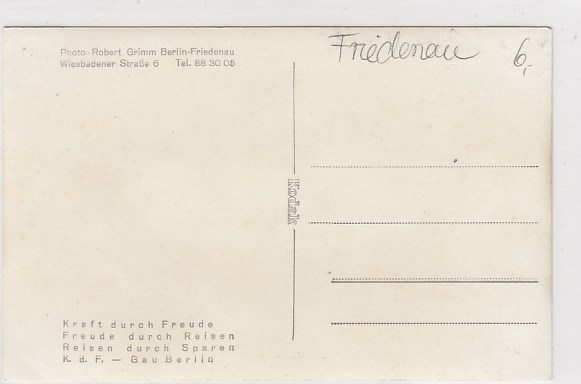 Photo-Robert Grimm Berlin-Friedenau
Wiesbadener Straße 6 Tel. 88 30 05
Friedenau
6,-
Kodak
Kraft durch Freude
Freude durch Reisen
Reisen durch Sparen
K. d. F. — Gau Berlin